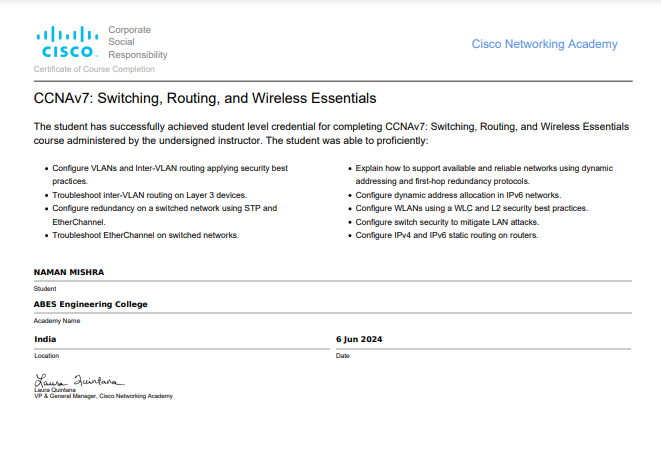 CISCO
Corporate
Social
Responsibility
Cisco Networking Academy
Certificate of Course Completion
CCNAv7: Switching, Routing, and Wireless Essentials
The student has successfully achieved student level credential for completing CCNAv7: Switching, Routing, and Wireless Essentials
course administered by the undersigned instructor. The student was able to proficiently:
• Configure VLANs and Inter-VLAN routing applying security best
practices.
• Troubleshoot inter-VLAN routing on Layer 3 devices.
• Configure redundancy on a switched network using STP and
EtherChannel.
• Troubleshoot EtherChannel on switched networks.
• Explain how to support available and reliable networks using dynamic
addressing and first-hop redundancy protocols.
• Configure dynamic address allocation in IPv6 networks.
• Configure WLANs using a WLC and L2 security best practices.
• Configure switch security to mitigate LAN attacks.
• Configure IPv4 and IPv6 static routing on routers.
NAMAN MISHRA
Student
ABES Engineering College
Academy Name
India
Location
6 Jun 2024
Date
Laura Quintana
Laura Quintana
VP & General Manager, Cisco Networking Academy